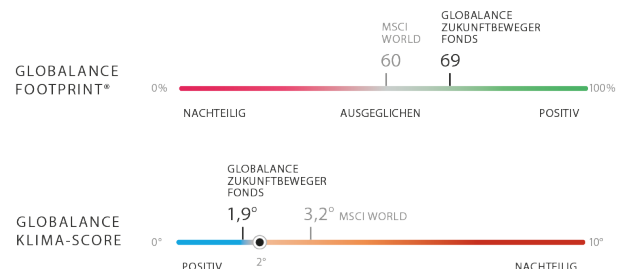 MSCI
WORLD
60
GLOBALANCE
ZUKUNFTBEWEGER
FONDS
69
GLOBALANCE
FOOTPRINT®
0%
100%
NACHTEILIG
AUSGEGLICHEN
POSITIV
GLOBALANCE
ZUKUNFTBEWEGER
FONDS
1,9°
3,2° MSCI WORLD
GLOBALANCE
KLIMA-SCORE
0°
10°
POSITIV
2°
NACHTEILIG